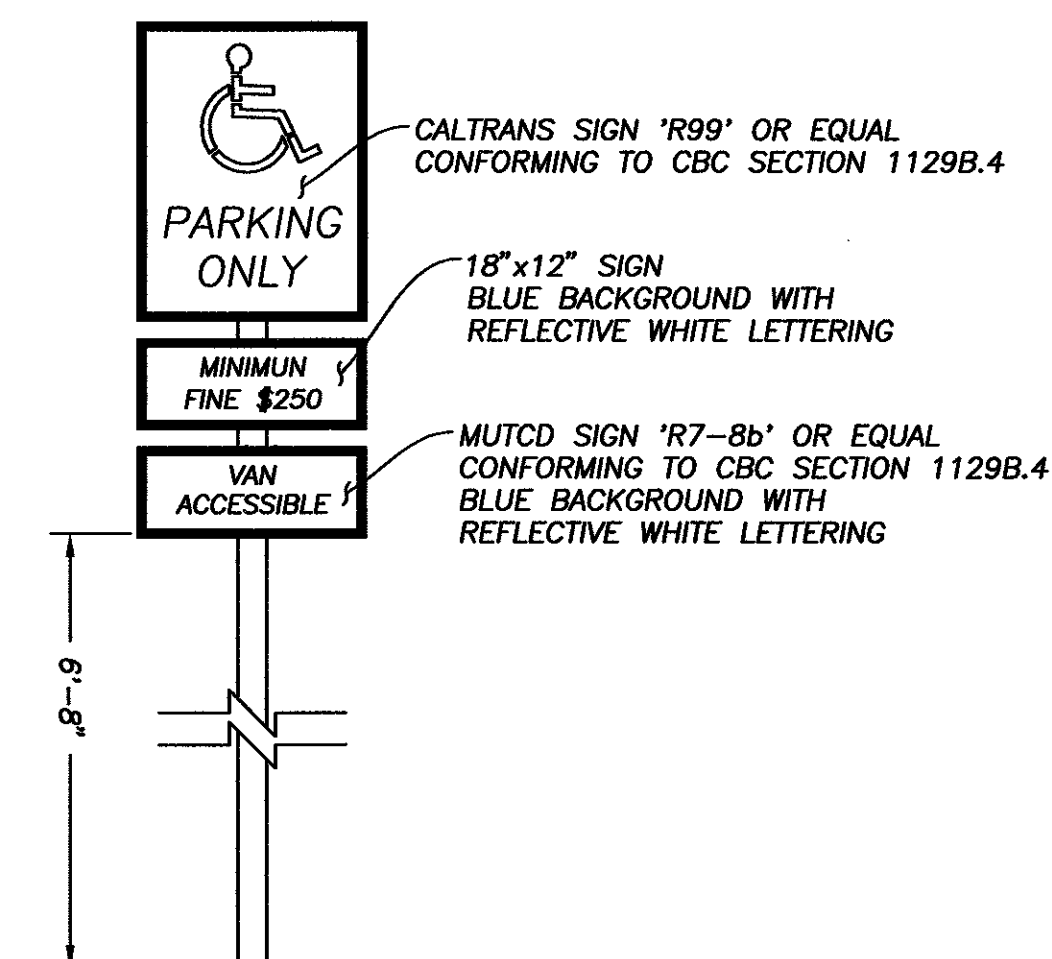 PARKING
ONLY
CALTRANS SIGN 'R99' OR EQUAL
CONFORMING TO CBC SECTION 1129B.4
18"x12" SIGN
BLUE BACKGROUND WITH
REFLECTIVE WHITE LETTERING
MINIMUN
FINE $250
MUTCD SIGN 'R7-8b' OR EQUAL
CONFORMING TO CBC SECTION 1129B.4
BLUE BACKGROUND WITH
REFLECTIVE WHITE LETTERING
VAN
ACCESSIBLE
6'-8"